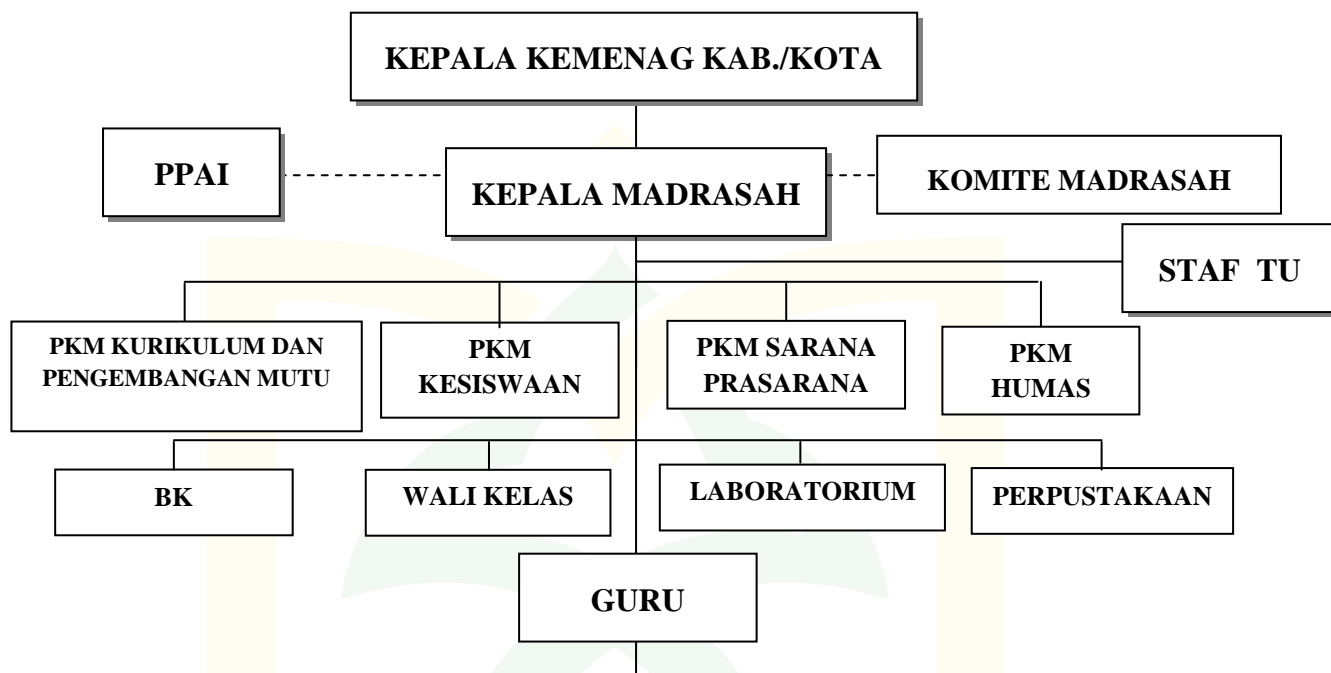 KEPALA KEMENAG KAB./KOTA
PPAI
KEPALA MADRASAH
KOMITE MADRASAH
STAF TU
PKM KURIKULUM DAN
PENGEMBANGAN MUTU
PKM
KESISWAAN
PKM SARANA
PRASARANA
PKM
HUMAS
BK
WALI KELAS
LABORATORIUM
PERPUSTAKAAN
GURU